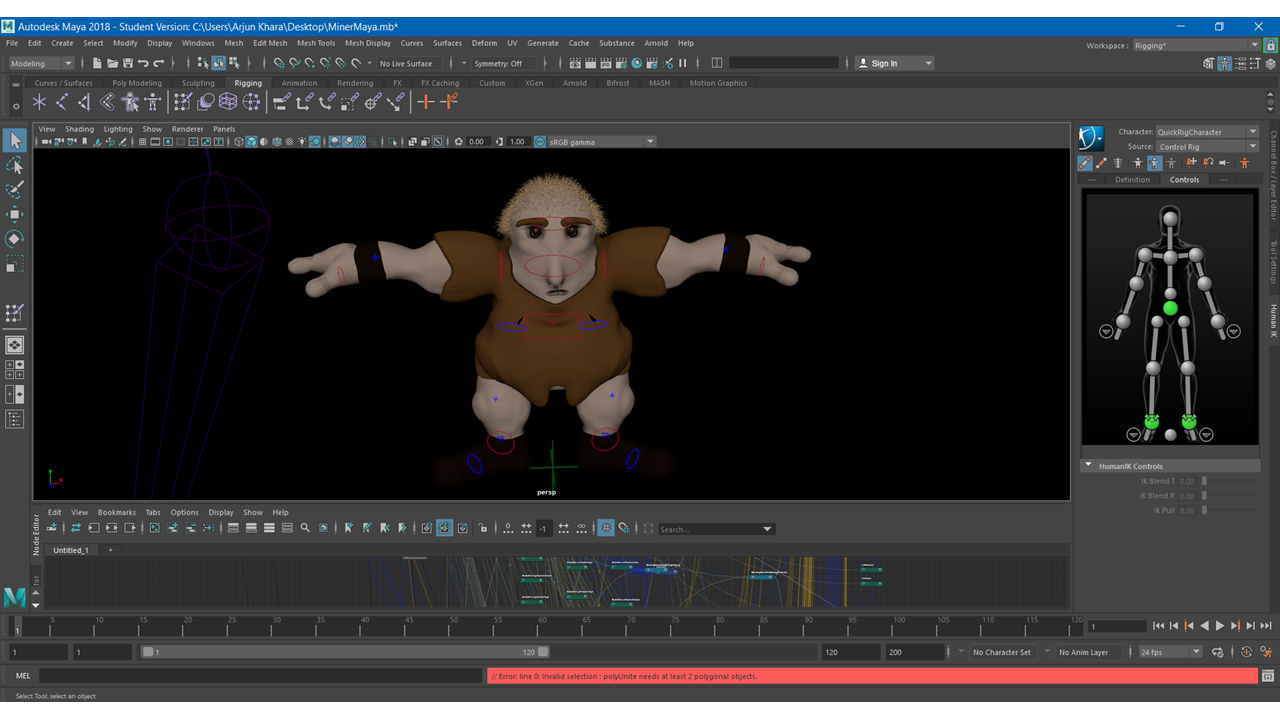 Autodesk Maya 2018 - Student Version: C:\Users\Arjun Khara\Desktop\MinerMaya.mb*
File Edit Create Select Modify Display Windows Mesh Edit Mesh Mesh Tools Mesh Display Curves Surfaces Deform UV Generate Cache Substance Arnold Help
Workspace : Rigging*
Modeling No Live Surface Symmetry: Off Sign In
Curves / Surfaces Poly Modeling Sculpting Rigging Animation Rendering FX FX Caching Custom XGen Arnold Bifrost MASH Motion Graphics
View Shading Lighting Show Renderer Panels
0.00 1.00 sRGB gamma
Character: QuickRigCharacter
Source: Control Rig
--- Definition Controls ---
Channel Box / Layer Editor
Tool Settings
Human IK
y
x
persp
HumanIK Controls
IK Blend T 0.00
IK Blend R 0.00
IK Pull 0.00
Edit View Bookmarks Tabs Options Display Show Help
-1 Search...
Node Editor
Untitled_1 +
tor
1 5 10 15 20 25 30 35 40 45 50 55 60 65 70 75 80 85 90 95 100 105 110 115 120
1
1 1 1 120 120 200 No Character Set No Anim Layer 24 fps
MEL // Error: line 0: Invalid selection : polyUnite needs at least 2 polygonal objects.
Select Tool: select an object